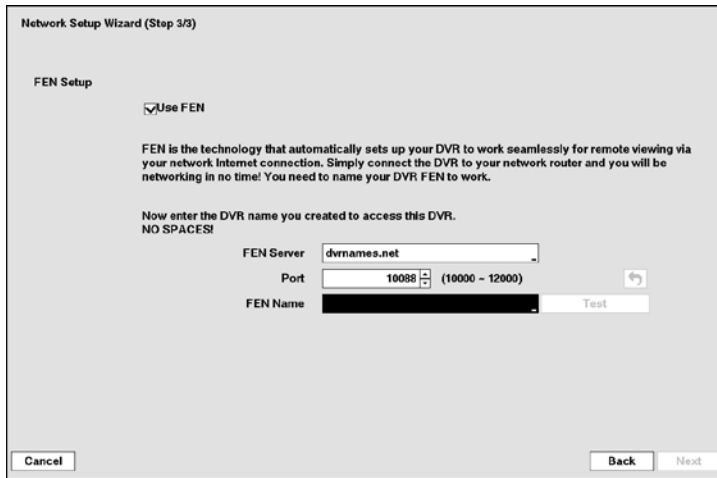 Network Setup Wizard (Step 3/3)
FEN Setup
Use FEN
FEN is the technology that automatically sets up your DVR to work seamlessly for remote viewing via
your network Internet connection. Simply connect the DVR to your network router and you will be
networking in no time! You need to name your DVR FEN to work.
Now enter the DVR name you created to access this DVR.
NO SPACES!
FEN Server dvrnames.net
Port 10088 (10000 ~ 12000)
FEN Name Test
Cancel Back Next